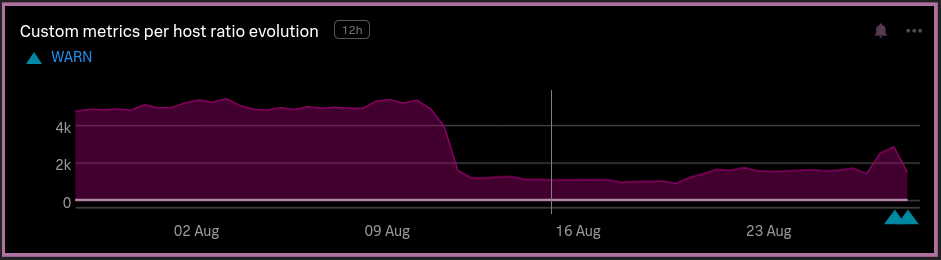 Custom metrics per host ratio evolution 12h
WARN
4k
2k
0
02 Aug 09 Aug 16 Aug 23 Aug